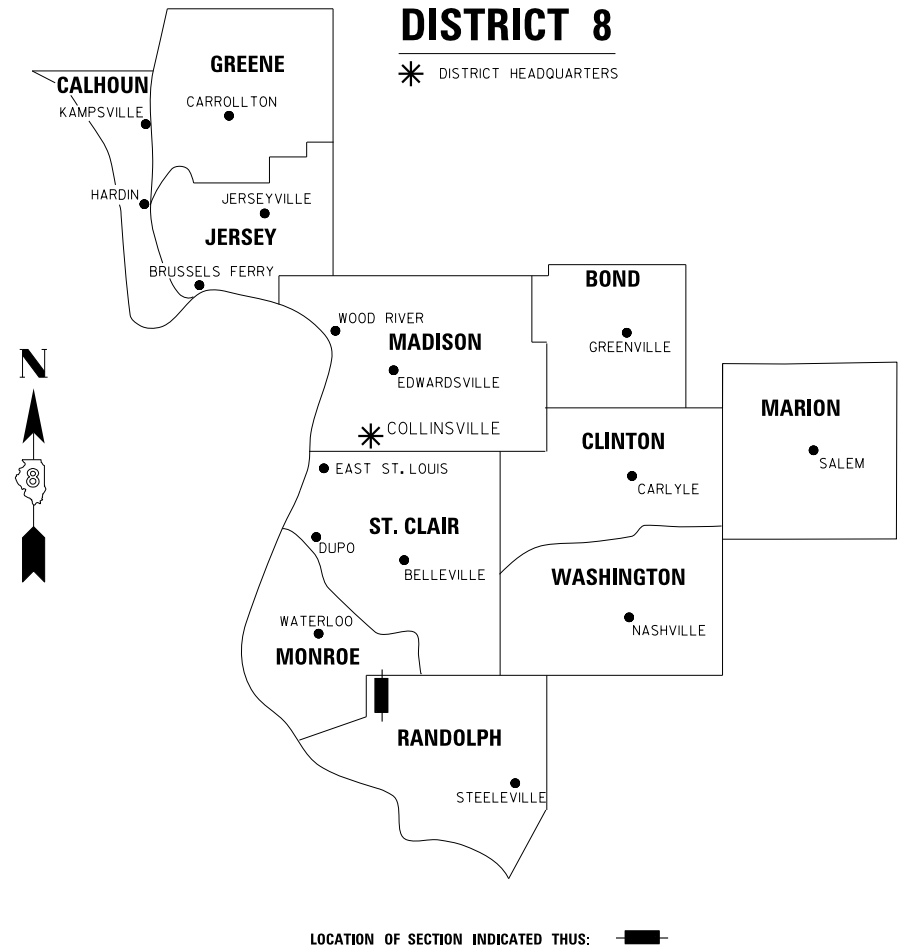 DISTRICT 8
DISTRICT HEADQUARTERS
GREENE
CALHOUN
CARROLLTON
KAMPSVILLE
HARDIN
JERSEYVILLE
JERSEY
BRUSSELS FERRY
BOND
WOOD RIVER
MADISON
GREENVILLE
N
EDWARDSVILLE
MARION
COLLINSVILLE
CLINTON
SALEM
EAST ST. LOUIS
8
CARLYLE
ST. CLAIR
DUPO
BELLEVILLE
WASHINGTON
WATERLOO
NASHVILLE
MONROE
RANDOLPH
STEELEVILLE
LOCATION OF SECTION INDICATED THUS: